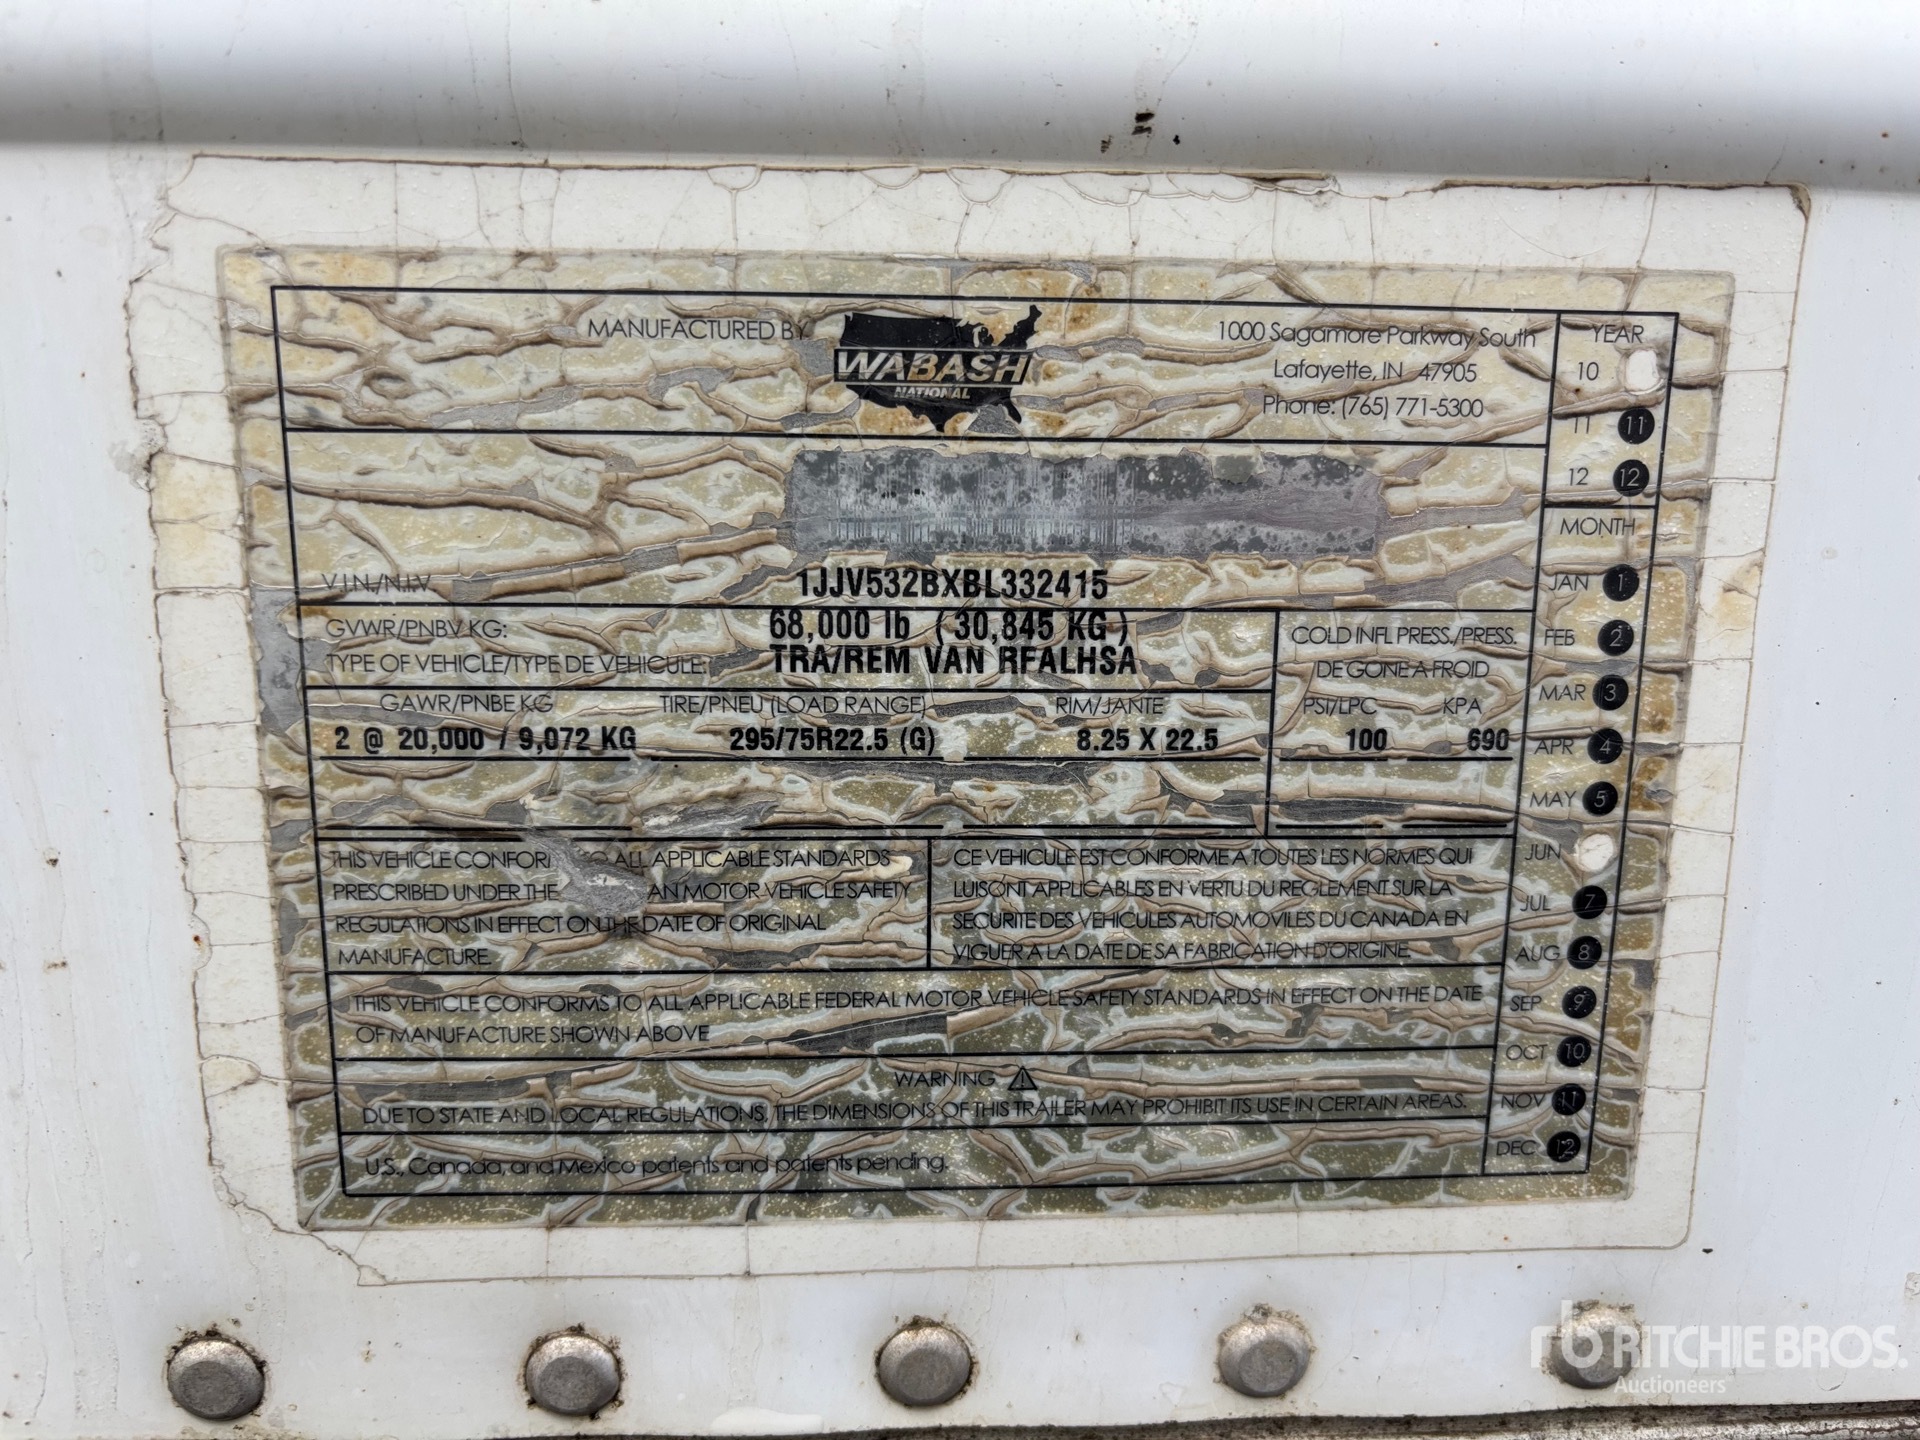 MANUFACTURED BY
WABASH
NATIONAL
1000 Sagamore Parkway South
Lafayette, IN 47905
Phone: (765) 771-5300
YEAR
10
11 11
12 12
MONTH
JAN 1
FEB 2
MAR 3
APR 4
MAY 5
JUN
JUL 7
AUG 8
SEP 9
OCT 10
NOV 11
DEC 12
V.I.N./N.I.V. 1JJV532BXBL332415
GVWR/PNBV KG: 68,000 lb ( 30,845 KG )
TYPE OF VEHICLE/TYPE DE VEHICULE: TRA/REM VAN RFALHSA
COLD INFL PRESS./PRESS.
DE GONE A FROID
GAWR/PNBE KG TIRE/PNEU (LOAD RANGE) RIM/JANTE PSI/LPC KPA
2 @ 20,000 / 9,072 KG 295/75R22.5 (G) 8.25 X 22.5 100 690
THIS VEHICLE CONFOR TO ALL APPLICABLE STANDARDS
PRESCRIBED UNDER THE AN MOTOR VEHICLE SAFETY
REGULATIONS IN EFFECT ON THE DATE OF ORIGINAL
MANUFACTURE.
CE VEHICULE EST CONFORME A TOUTES LES NORMES QUI
LUI SONT APPLICABLES EN VERTU DU REGLEMENT SUR LA
SECURITE DES VEHICULES AUTOMOVILES DU CANADA EN
VIGUER A LA DATE DE SA FABRICATION D'ORIGINE.
THIS VEHICLE CONFORMS TO ALL APPLICABLE FEDERAL MOTOR VEHICLE SAFETY STANDARDS IN EFFECT ON THE DATE
OF MANUFACTURE SHOWN ABOVE
WARNING
DUE TO STATE AND LOCAL REGULATIONS, THE DIMENSIONS OF THIS TRAILER MAY PROHIBIT ITS USE IN CERTAIN AREAS.
U.S., Canada, and Mexico patents and patents pending.
rb RITCHIE BROS.
Auctioneers